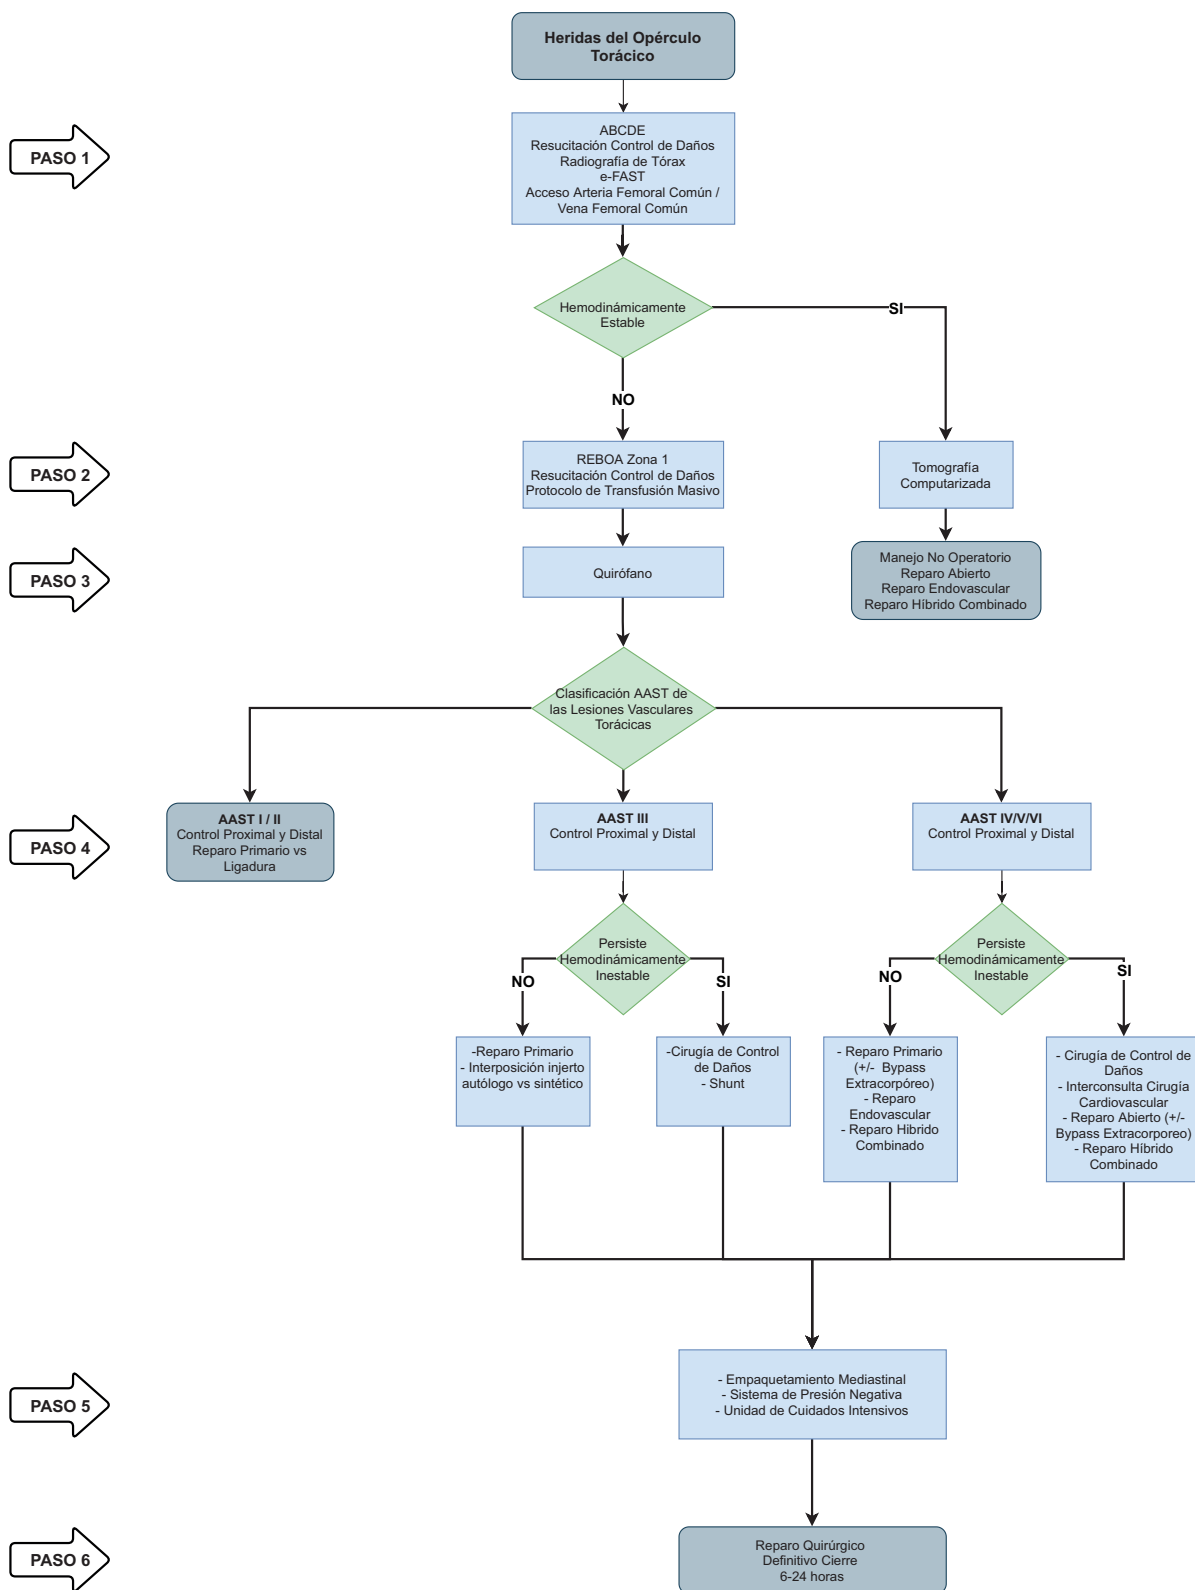 Heridas del Opérculo
Torácico
PASO 1
ABCDE
Resucitación Control de Daños
Radiografía de Tórax
e-FAST
Acceso Arteria Femoral Común /
Vena Femoral Común
Hemodinámicamente
Estable
SI
NO
PASO 2
REBOA Zona 1
Resucitación Control de Daños
Protocolo de Transfusión Masivo
Tomografía
Computarizada
PASO 3
Quirófano
Manejo No Operatorio
Reparo Abierto
Reparo Endovascular
Reparo Híbrido Combinado
Clasificación AAST de
las Lesiones Vasculares
Torácicas
PASO 4
AAST I / II
Control Proximal y Distal
Reparo Primario vs
Ligadura
AAST III
Control Proximal y Distal
AAST IV/V/VI
Control Proximal y Distal
Persiste
Hemodinámicamente
Inestable
NO
SI
Persiste
Hemodinámicamente
Inestable
NO
SI
-Reparo Primario
- Interposición injerto
autólogo vs sintético
-Cirugía de Control
de Daños
- Shunt
- Reparo Primario
(+/- Bypass
Extracorpóreo)
- Reparo
Endovascular
- Reparo Hibrido
Combinado
- Cirugía de Control de
Daños
- Interconsulta Cirugía
Cardiovascular
- Reparo Abierto (+/-
Bypass Extracorporeo)
- Reparo Híbrido
Combinado
PASO 5
- Empaquetamiento Mediastinal
- Sistema de Presión Negativa
- Unidad de Cuidados Intensivos
PASO 6
Reparo Quirúrgico
Definitivo Cierre
6-24 horas